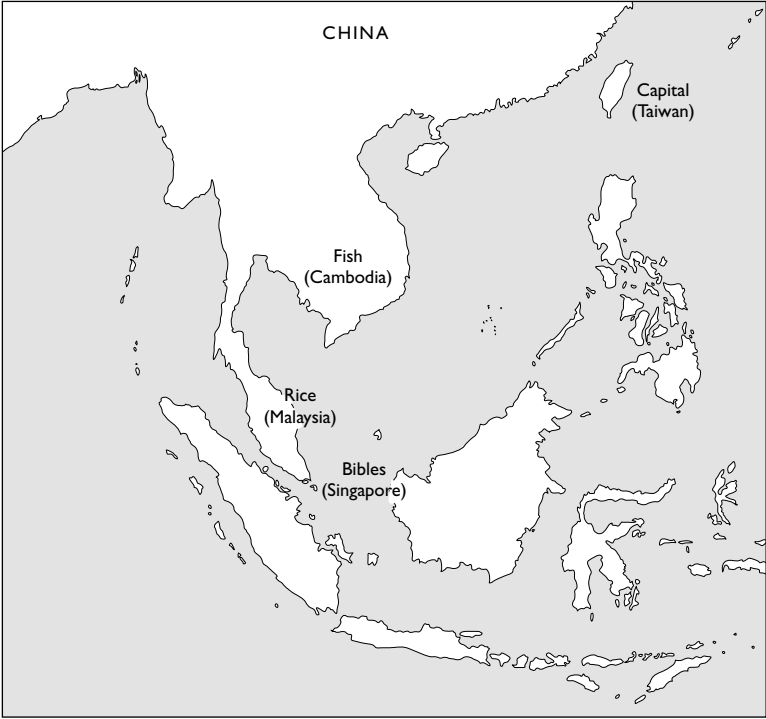 CHINA
Capital
(Taiwan)
Fish
(Cambodia)
Rice
(Malaysia)
Bibles
(Singapore)